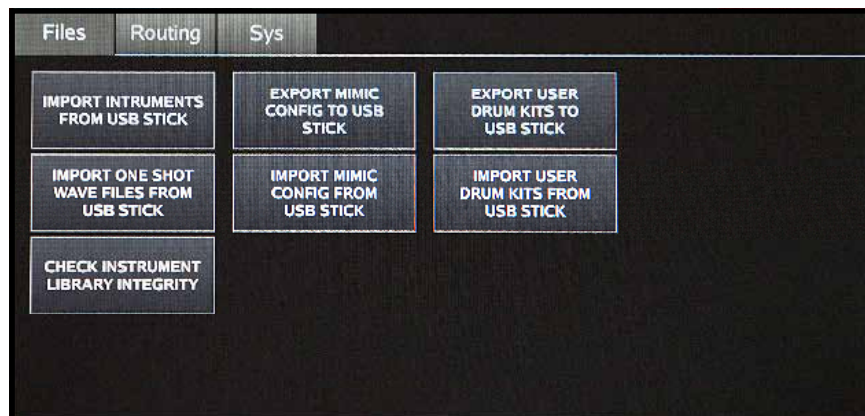 Files
Routing
Sys
IMPORT INTRUMENTS
FROM USB STICK
EXPORT MIMIC
CONFIG TO USB
STICK
EXPORT USER
DRUM KITS TO
USB STICK
IMPORT ONE SHOT
WAVE FILES FROM
USB STICK
IMPORT MIMIC
CONFIG FROM
USB STICK
IMPORT USER
DRUM KITS FROM
USB STICK
CHECK INSTRUMENT
LIBRARY INTEGRITY